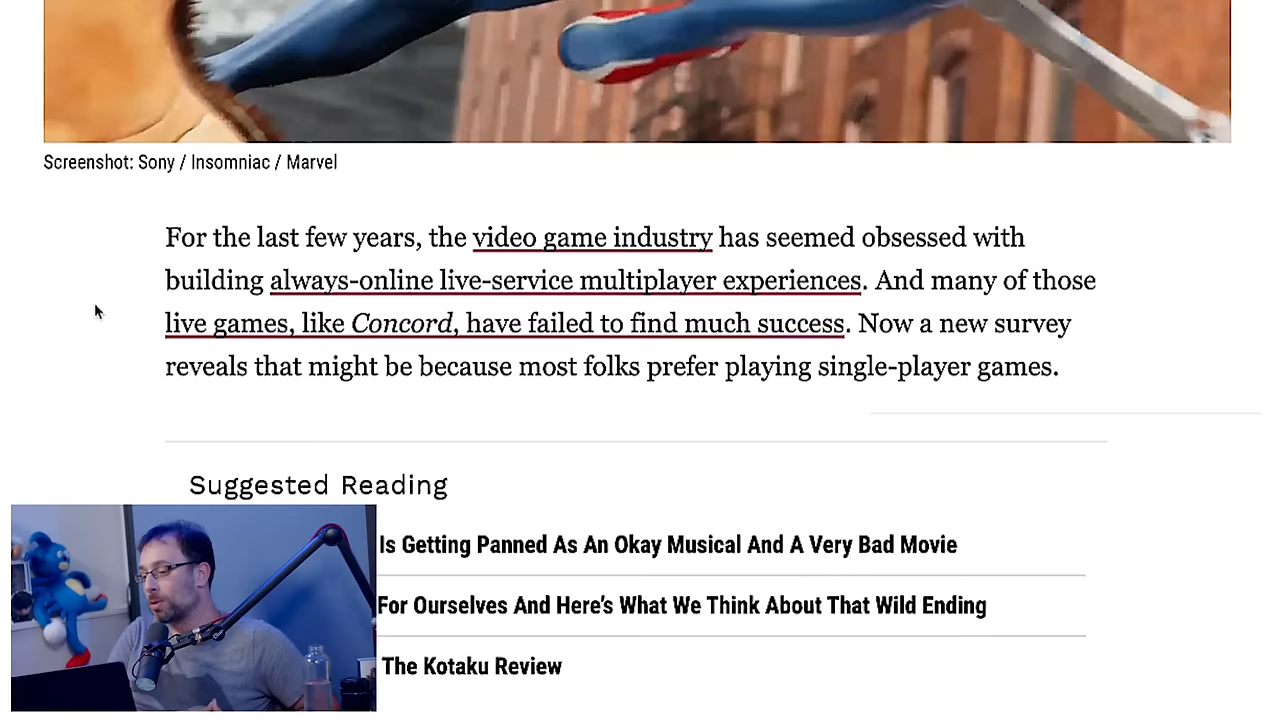 Screenshot: Sony / Insomniac / Marvel
For the last few years, the video game industry has seemed obsessed with
building always-online live-service multiplayer experiences. And many of those
live games, like Concord, have failed to find much success. Now a new survey
reveals that might be because most folks prefer playing single-player games.
Suggested Reading
Is Getting Panned As An Okay Musical And A Very Bad Movie
For Ourselves And Here’s What We Think About That Wild Ending
The Kotaku Review